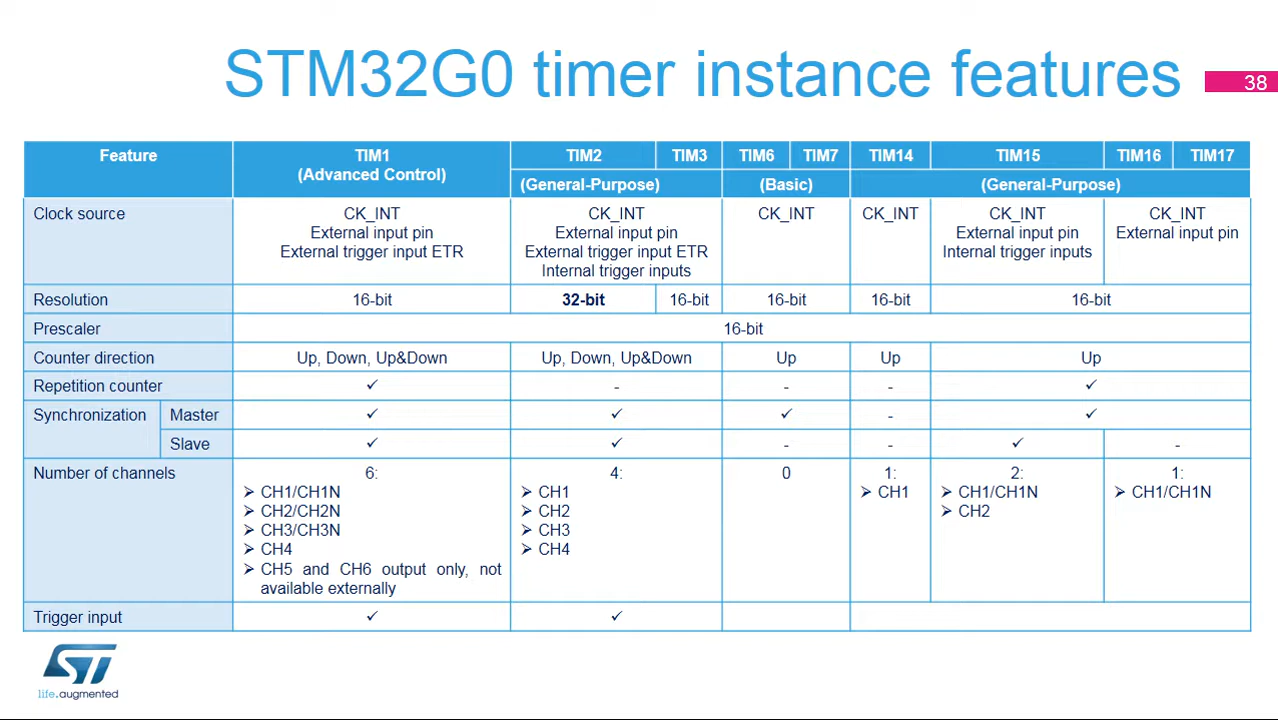 STM32G0 timer instance features
38
Feature
TIM1
(Advanced Control)
TIM2
TIM3
TIM6
TIM7
TIM14
TIM15
TIM16
TIM17
(General-Purpose)
(Basic)
(General-Purpose)
Clock source
CK_INT
External input pin
External trigger input ETR
CK_INT
External input pin
External trigger input ETR
Internal trigger inputs
CK_INT
CK_INT
CK_INT
External input pin
Internal trigger inputs
CK_INT
External input pin
Resolution
16-bit
32-bit
16-bit
16-bit
16-bit
16-bit
Prescaler
16-bit
Counter direction
Up, Down, Up&Down
Up, Down, Up&Down
Up
Up
Up
Repetition counter
✓
-
-
-
✓
Synchronization
Master
✓
✓
✓
-
✓
Slave
✓
✓
-
-
✓
-
Number of channels
6:
➢ CH1/CH1N
➢ CH2/CH2N
➢ CH3/CH3N
➢ CH4
➢ CH5 and CH6 output only, not
available externally
4:
➢ CH1
➢ CH2
➢ CH3
➢ CH4
0
1:
➢ CH1
2:
➢ CH1/CH1N
➢ CH2
1:
➢ CH1/CH1N
Trigger input
✓
✓
ST
life.augmented